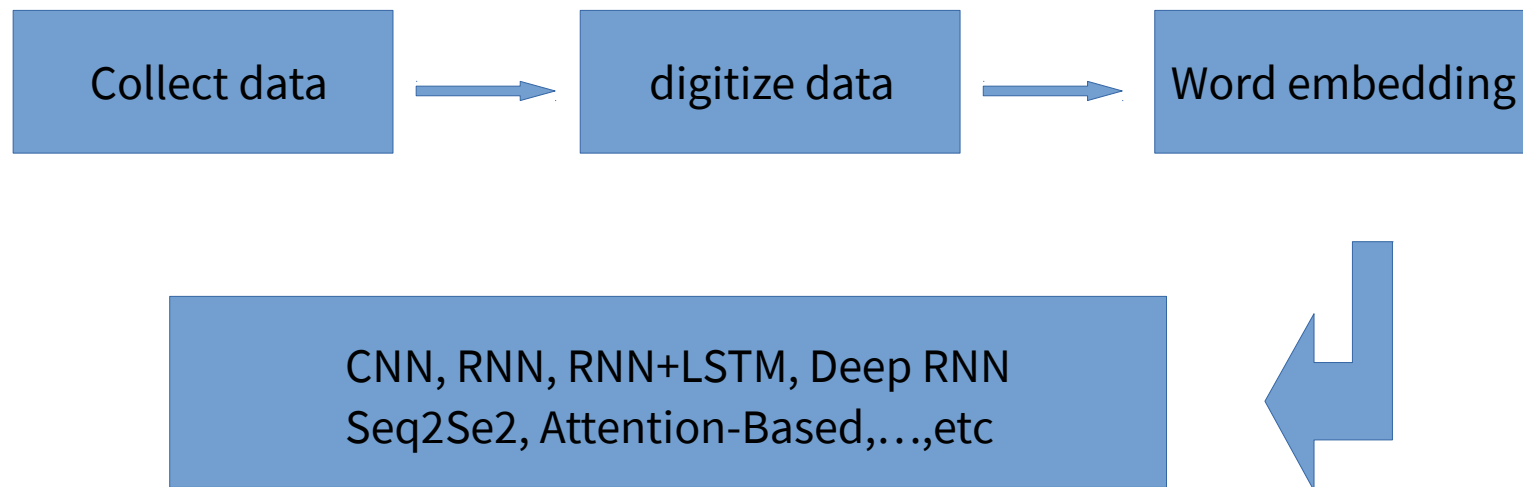 Collect data
digitize data
Word embedding
CNN, RNN, RNN+LSTM, Deep RNN
Seq2Se2, Attention-Based,…,etc